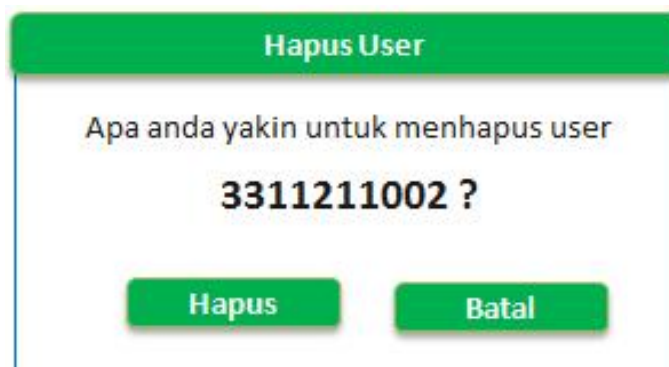 Hapus User
Apa anda yakin untuk menhapus user
3311211002 ?
Hapus
Batal